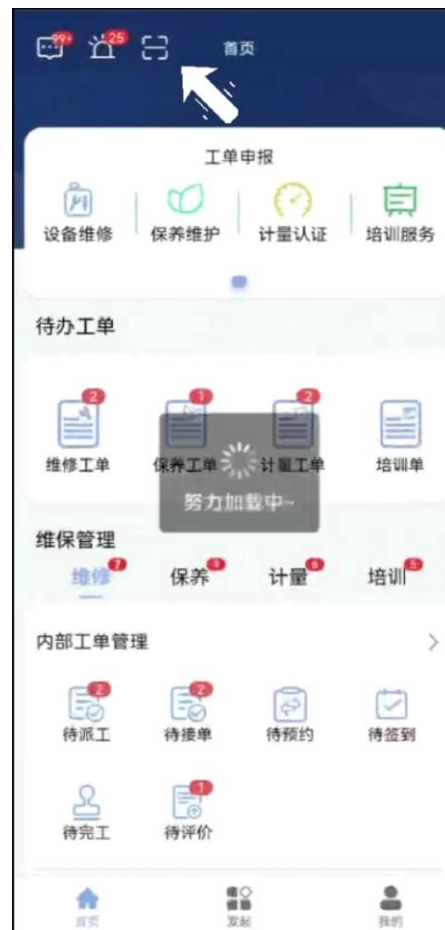 99+ 25 首页
工单申报
设备维修 保养维护 计量认证 培训服务
待办工单
2 1 2
维修工单 保养工单 计量工单 培训单
努力加载中~
维保管理
维修 7 保养 9 计量 6 培训 5
内部工单管理
2 2
待派工 待接单 待预约 待签到
1
待完工 待评价
首页 发起 我的